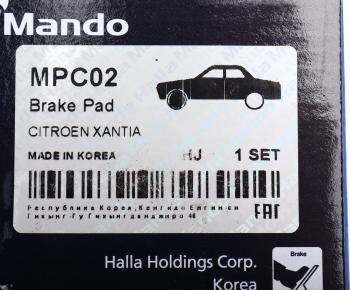 Mando
MPC02
Brake Pad
CITROEN XANTIA
MADE IN KOREA HJ 1 SET
Республика Корея, Кенгидо Енгин-си
Гихынг-Гу Гихынгданджиро 46
EAC
Brake
Halla Holdings Corp.
Korea